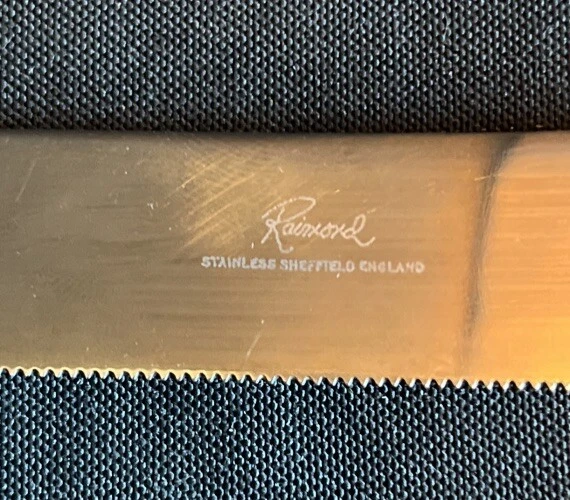 Raimond
STAINLESS SHEFFIELD ENGLAND